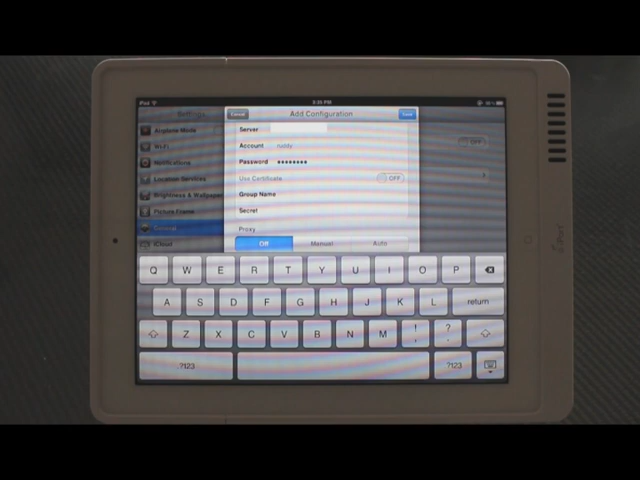 iPad
3:35 PM
Settings
Cancel
Add Configuration
Save
Airplane Mode
Wi-Fi
Notifications
Location Services
Brightness & Wallpaper
Picture Frame
General
iCloud
Server
Account ruddy
Password ••••••••
Use Certificate OFF
Group Name
Secret
Proxy
Off Manual Auto
OFF
Q W E R T Y U I O P
A S D F G H J K L return
Z X C V B N M ! , ? .
.?123 .?123